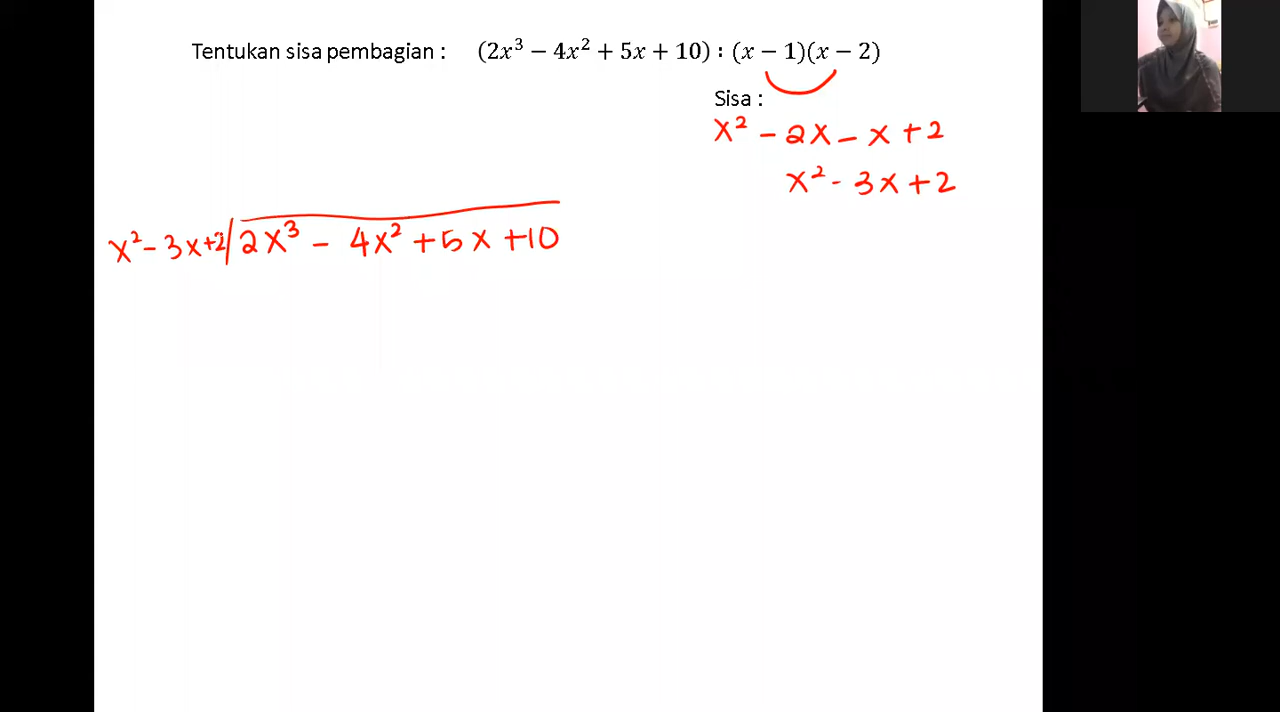 Tentukan sisa pembagian : (2x³ − 4x² + 5x + 10) : (x − 1)(x − 2)
Sisa :
x² - 2x - x + 2
x² - 3x + 2
x² - 3x + 2 / 2x³ - 4x² + 5x + 10